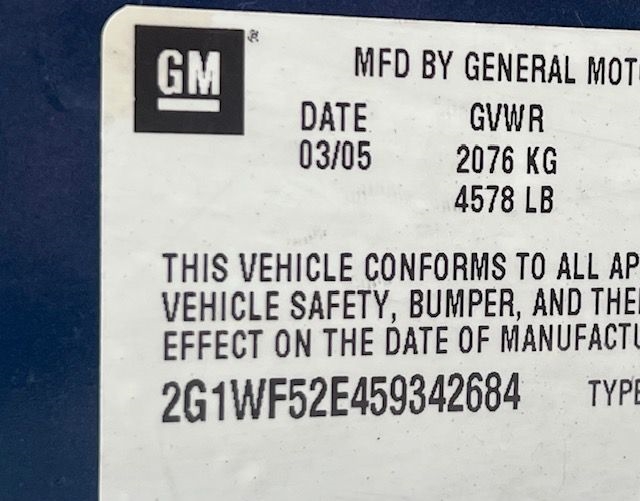 GM ®
MFD BY GENERAL MOT
DATE GVWR
03/05 2076 KG
4578 LB
THIS VEHICLE CONFORMS TO ALL AP
VEHICLE SAFETY, BUMPER, AND THE
EFFECT ON THE DATE OF MANUFACTU
2G1WF52E459342684 TYPE